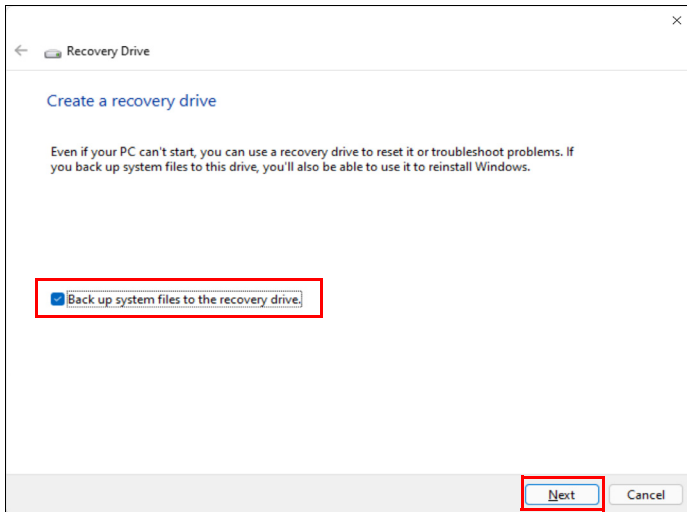 Recovery Drive
Create a recovery drive
Even if your PC can't start, you can use a recovery drive to reset it or troubleshoot problems. If
you back up system files to this drive, you'll also be able to use it to reinstall Windows.
Back up system files to the recovery drive.
Next
Cancel